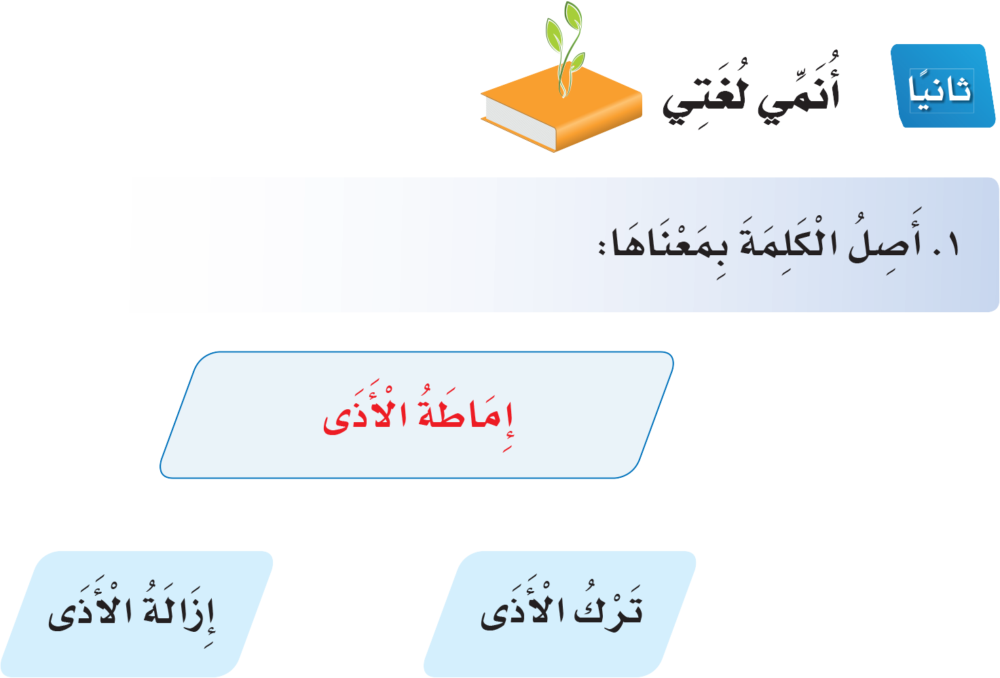 ثانيًا
أُنَمِّي لُغَتِي
١. أَصِلُ الْكَلِمَةَ بِمَعْنَاهَا:
إِمَاطَةُ الْأَذَى
تَرْكُ الْأَذَى
إِزَالَةُ الْأَذَى